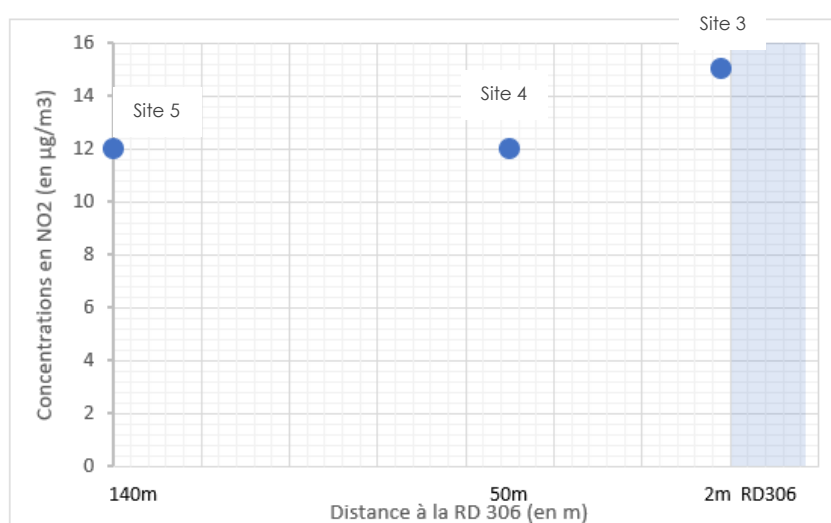 Site 3
Site 4
Site 5
Concentrations en NO2 (en µg/m3)
16
14
12
10
8
6
4
2
0
140m
50m
2m RD306
Distance à la RD 306 (en m)